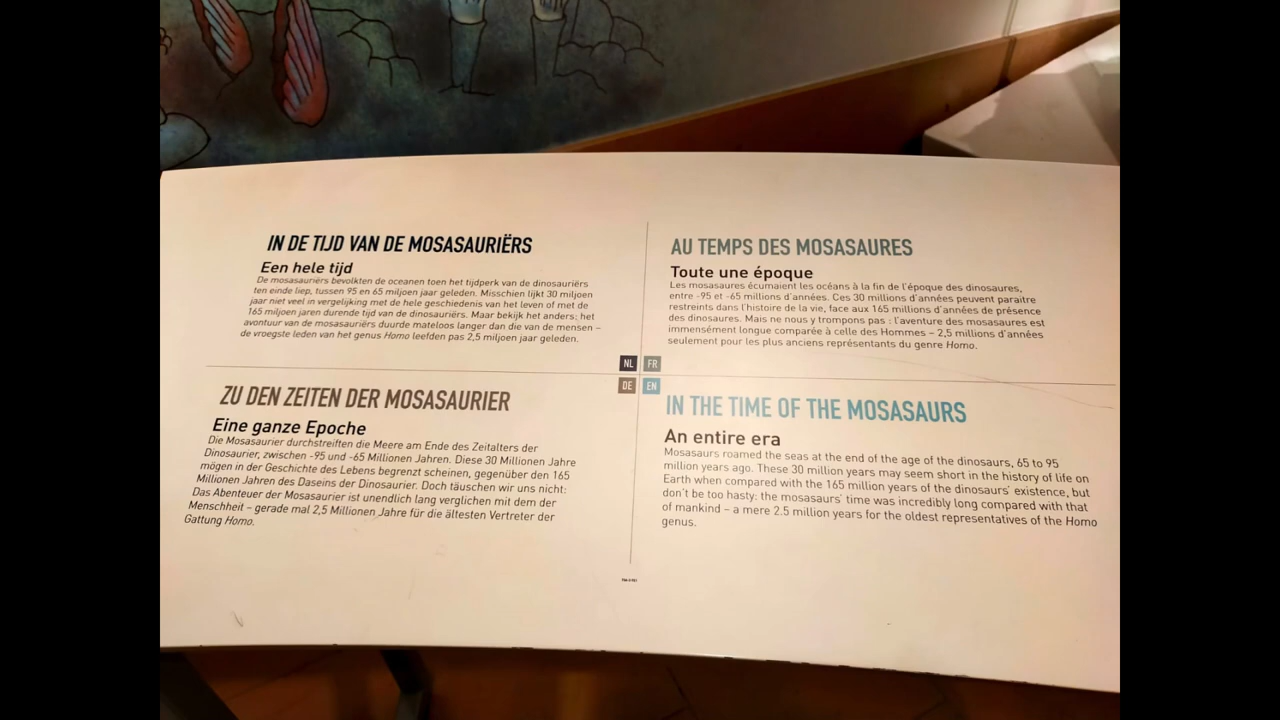 IN DE TIJD VAN DE MOSASAURIËRS
Een hele tijd
De mosasauriërs bevolkten de oceanen toen het tijdperk van de dinosauriërs
ten einde liep, tussen 95 en 65 miljoen jaar geleden. Misschien lijkt 30 miljoen
jaar niet veel in vergelijking met de hele geschiedenis van het leven of met de
165 miljoen jaren durende tijd van de dinosauriërs. Maar bekijk het anders; het
avontuur van de mosasauriërs duurde mateloos langer dan die van de mensen –
de vroegste leden van het genus Homo leefden pas 2,5 miljoen jaar geleden.
AU TEMPS DES MOSASAURES
Toute une époque
Les mosasaures écumaient les océans à la fin de l'époque des dinosaures,
entre -95 et -65 millions d'années. Ces 30 millions d'années peuvent paraître
restreints dans l'histoire de la vie, face aux 165 millions d'années de présence
des dinosaures. Mais ne nous y trompons pas : l'aventure des mosasaures est
immensément longue comparée à celle des Hommes – 2,5 millions d'années
seulement pour les plus anciens représentants du genre Homo.
NL FR
DE EN
ZU DEN ZEITEN DER MOSASAURIER
Eine ganze Epoche
Die Mosasaurier durchstreiften die Meere am Ende des Zeitalters der
Dinosaurier, zwischen -95 und -65 Millionen Jahren. Diese 30 Millionen Jahre
mögen in der Geschichte des Lebens begrenzt scheinen, gegenüber den 165
Millionen Jahren des Daseins der Dinosaurier. Doch täuschen wir uns nicht:
Das Abenteuer der Mosasaurier ist unendlich lang verglichen mit dem der
Menschheit – gerade mal 2,5 Millionen Jahre für die ältesten Vertreter der
Gattung Homo.
IN THE TIME OF THE MOSASAURS
An entire era
Mosasaurs roamed the seas at the end of the age of the dinosaurs, 65 to 95
million years ago. These 30 million years may seem short in the history of life on
Earth when compared with the 165 million years of the dinosaurs' existence, but
don't be too hasty: the mosasaurs' time was incredibly long compared with that
of mankind – a mere 2.5 million years for the oldest representatives of the Homo
genus.